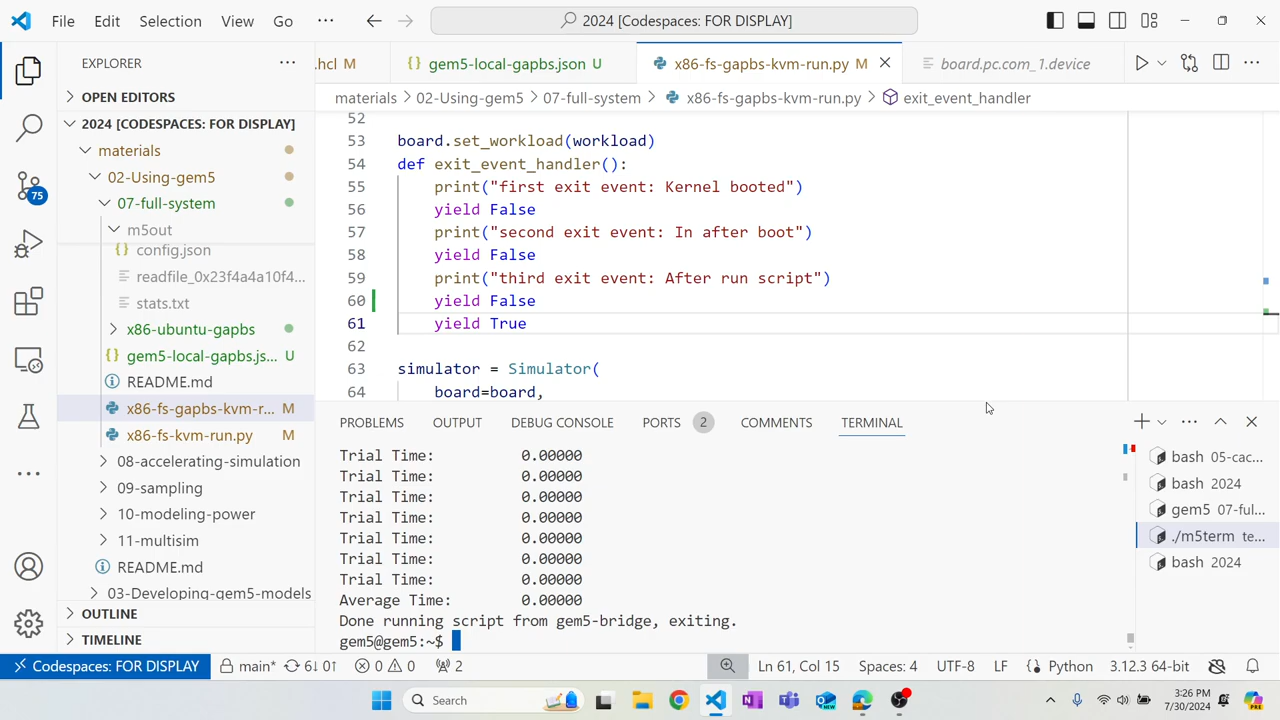 File Edit Selection View Go ··· 2024 [Codespaces: FOR DISPLAY]
EXPLORER
OPEN EDITORS
2024 [CODESPACES: FOR DISPLAY]
materials
02-Using-gem5
07-full-system
m5out
config.json
readfile_0x23f4a4a10f4...
stats.txt
x86-ubuntu-gapbs
gem5-local-gapbs.js... U
README.md
x86-fs-gapbs-kvm-r... M
x86-fs-kvm-run.py M
08-accelerating-simulation
09-sampling
10-modeling-power
11-multisim
README.md
03-Developing-gem5-models
OUTLINE
TIMELINE
75
.hcl M gem5-local-gapbs.json U x86-fs-gapbs-kvm-run.py M board.pc.com_1.device
materials > 02-Using-gem5 > 07-full-system > x86-fs-gapbs-kvm-run.py > exit_event_handler
52
53 board.set_workload(workload)
54 def exit_event_handler():
55 print("first exit event: Kernel booted")
56 yield False
57 print("second exit event: In after boot")
58 yield False
59 print("third exit event: After run script")
60 yield False
61 yield True
62
63 simulator = Simulator(
64 board=board,
PROBLEMS OUTPUT DEBUG CONSOLE PORTS 2 COMMENTS TERMINAL
Trial Time: 0.00000
Trial Time: 0.00000
Trial Time: 0.00000
Trial Time: 0.00000
Trial Time: 0.00000
Trial Time: 0.00000
Trial Time: 0.00000
Average Time: 0.00000
Done running script from gem5-bridge, exiting.
gem5@gem5:~$
bash 05-cac...
bash 2024
gem5 07-ful...
./m5term te...
bash 2024
Codespaces: FOR DISPLAY main* 6↓ 0↑ 0 0 2 Ln 61, Col 15 Spaces: 4 UTF-8 LF Python 3.12.3 64-bit
Search
3:26 PM
7/30/2024
PRE